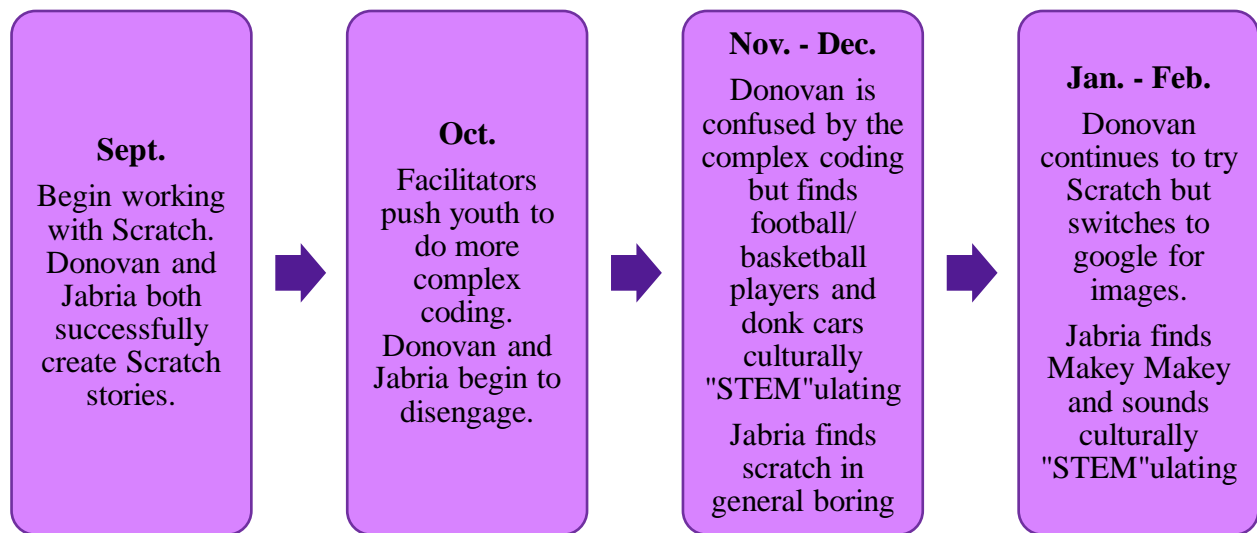 Sept.
Begin working
with Scratch.
Donovan and
Jabria both
successfully
create Scratch
stories.
Oct.
Facilitators
push youth to
do more
complex
coding.
Donovan and
Jabria begin to
disengage.
Nov. - Dec.
Donovan is
confused by the
complex coding
but finds
football/
basketball
players and
donk cars
culturally
"STEM"ulating
Jabria finds
scratch in
general boring
Jan. - Feb.
Donovan
continues to try
Scratch but
switches to
google for
images.
Jabria finds
Makey Makey
and sounds
culturally
"STEM"ulating